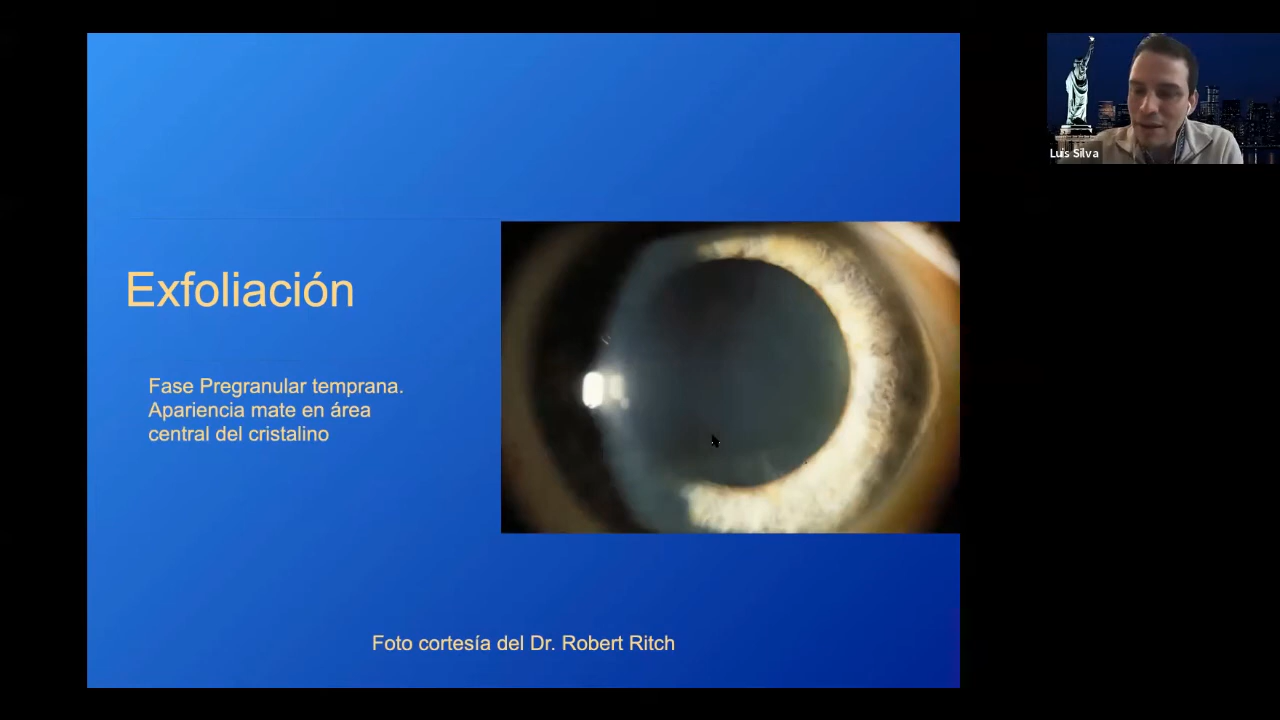 Luis Silva
Exfoliación
Fase Pregranular temprana.
Apariencia mate en área
central del cristalino
Foto cortesía del Dr. Robert Ritch